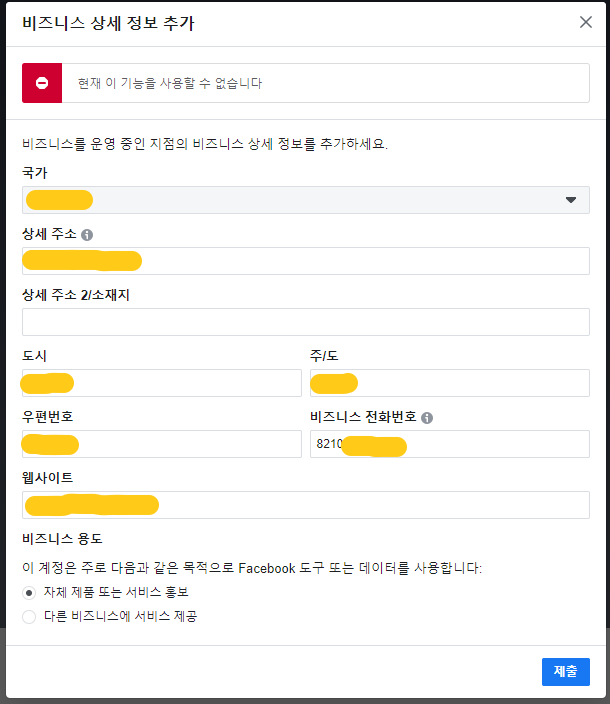 비즈니스 상세 정보 추가
현재 이 기능을 사용할 수 없습니다
비즈니스를 운영 중인 지점의 비즈니스 상세 정보를 추가하세요.
국가
상세 주소
상세 주소 2/소재지
도시
주/도
우편번호
비즈니스 전화번호
8210
웹사이트
비즈니스 용도
이 계정은 주로 다음과 같은 목적으로 Facebook 도구 또는 데이터를 사용합니다:
자체 제품 또는 서비스 홍보
다른 비즈니스에 서비스 제공
제출